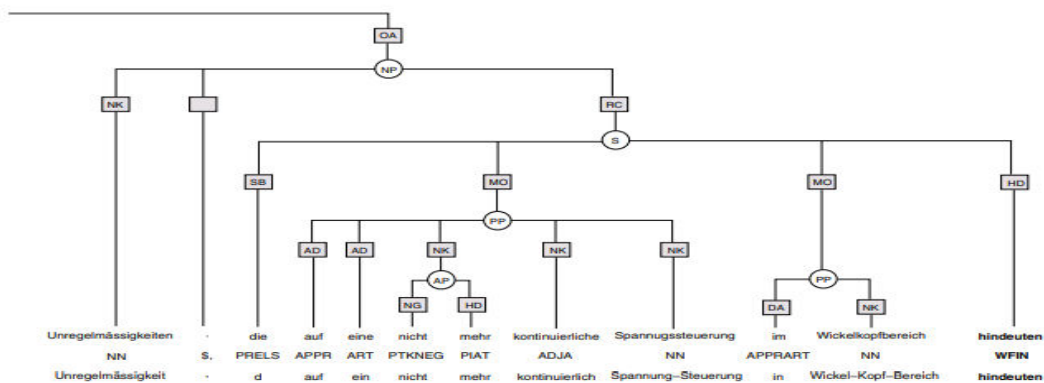 OA
NP
NK RC
S
SB MO MO HD
PP
AD AD NK NK NK
AP PP
NG HD DA NK
Unregelmässigkeiten , die auf eine nicht mehr kontinuierliche Spannugssteuerung im Wickelkopfbereich hindeuten
NN $, PRELS APPR ART PTKNEG PIAT ADJA NN APPRART NN WFIN
Unregelmässigkeit , d auf ein nicht mehr kontinuierlich Spannung–Steuerung in Wickel–Kopf–Bereich hindeuten